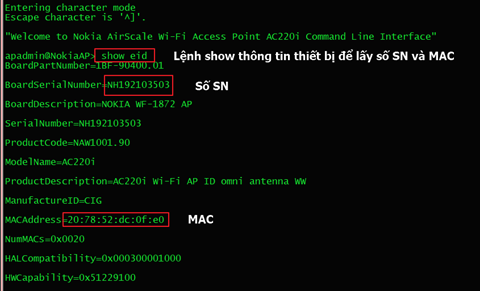 Entering character mode
Escape character is '^]'.
"Welcome to Nokia AirScale Wi-Fi Access Point AC220i Command Line Interface"
apadmin@NokiaAP> show eid Lệnh show thông tin thiết bị để lấy số SN và MAC
BoardPartNumber=1BF-90400.01
BoardSerialNumber=NH192103503 Số SN
BoardDescription=NOKIA WF-1872 AP
SerialNumber=NH192103503
ProductCode=NAW1001.90
ModelName=AC220i
ProductDescription=AC220i Wi-Fi AP ID omni antenna WW
ManufactureID=CIG
MACAddress=20:78:52:dc:0f:e0 MAC
NumMACs=0x0020
HALCompatibility=0x000300001000
HWCapability=0x51229100